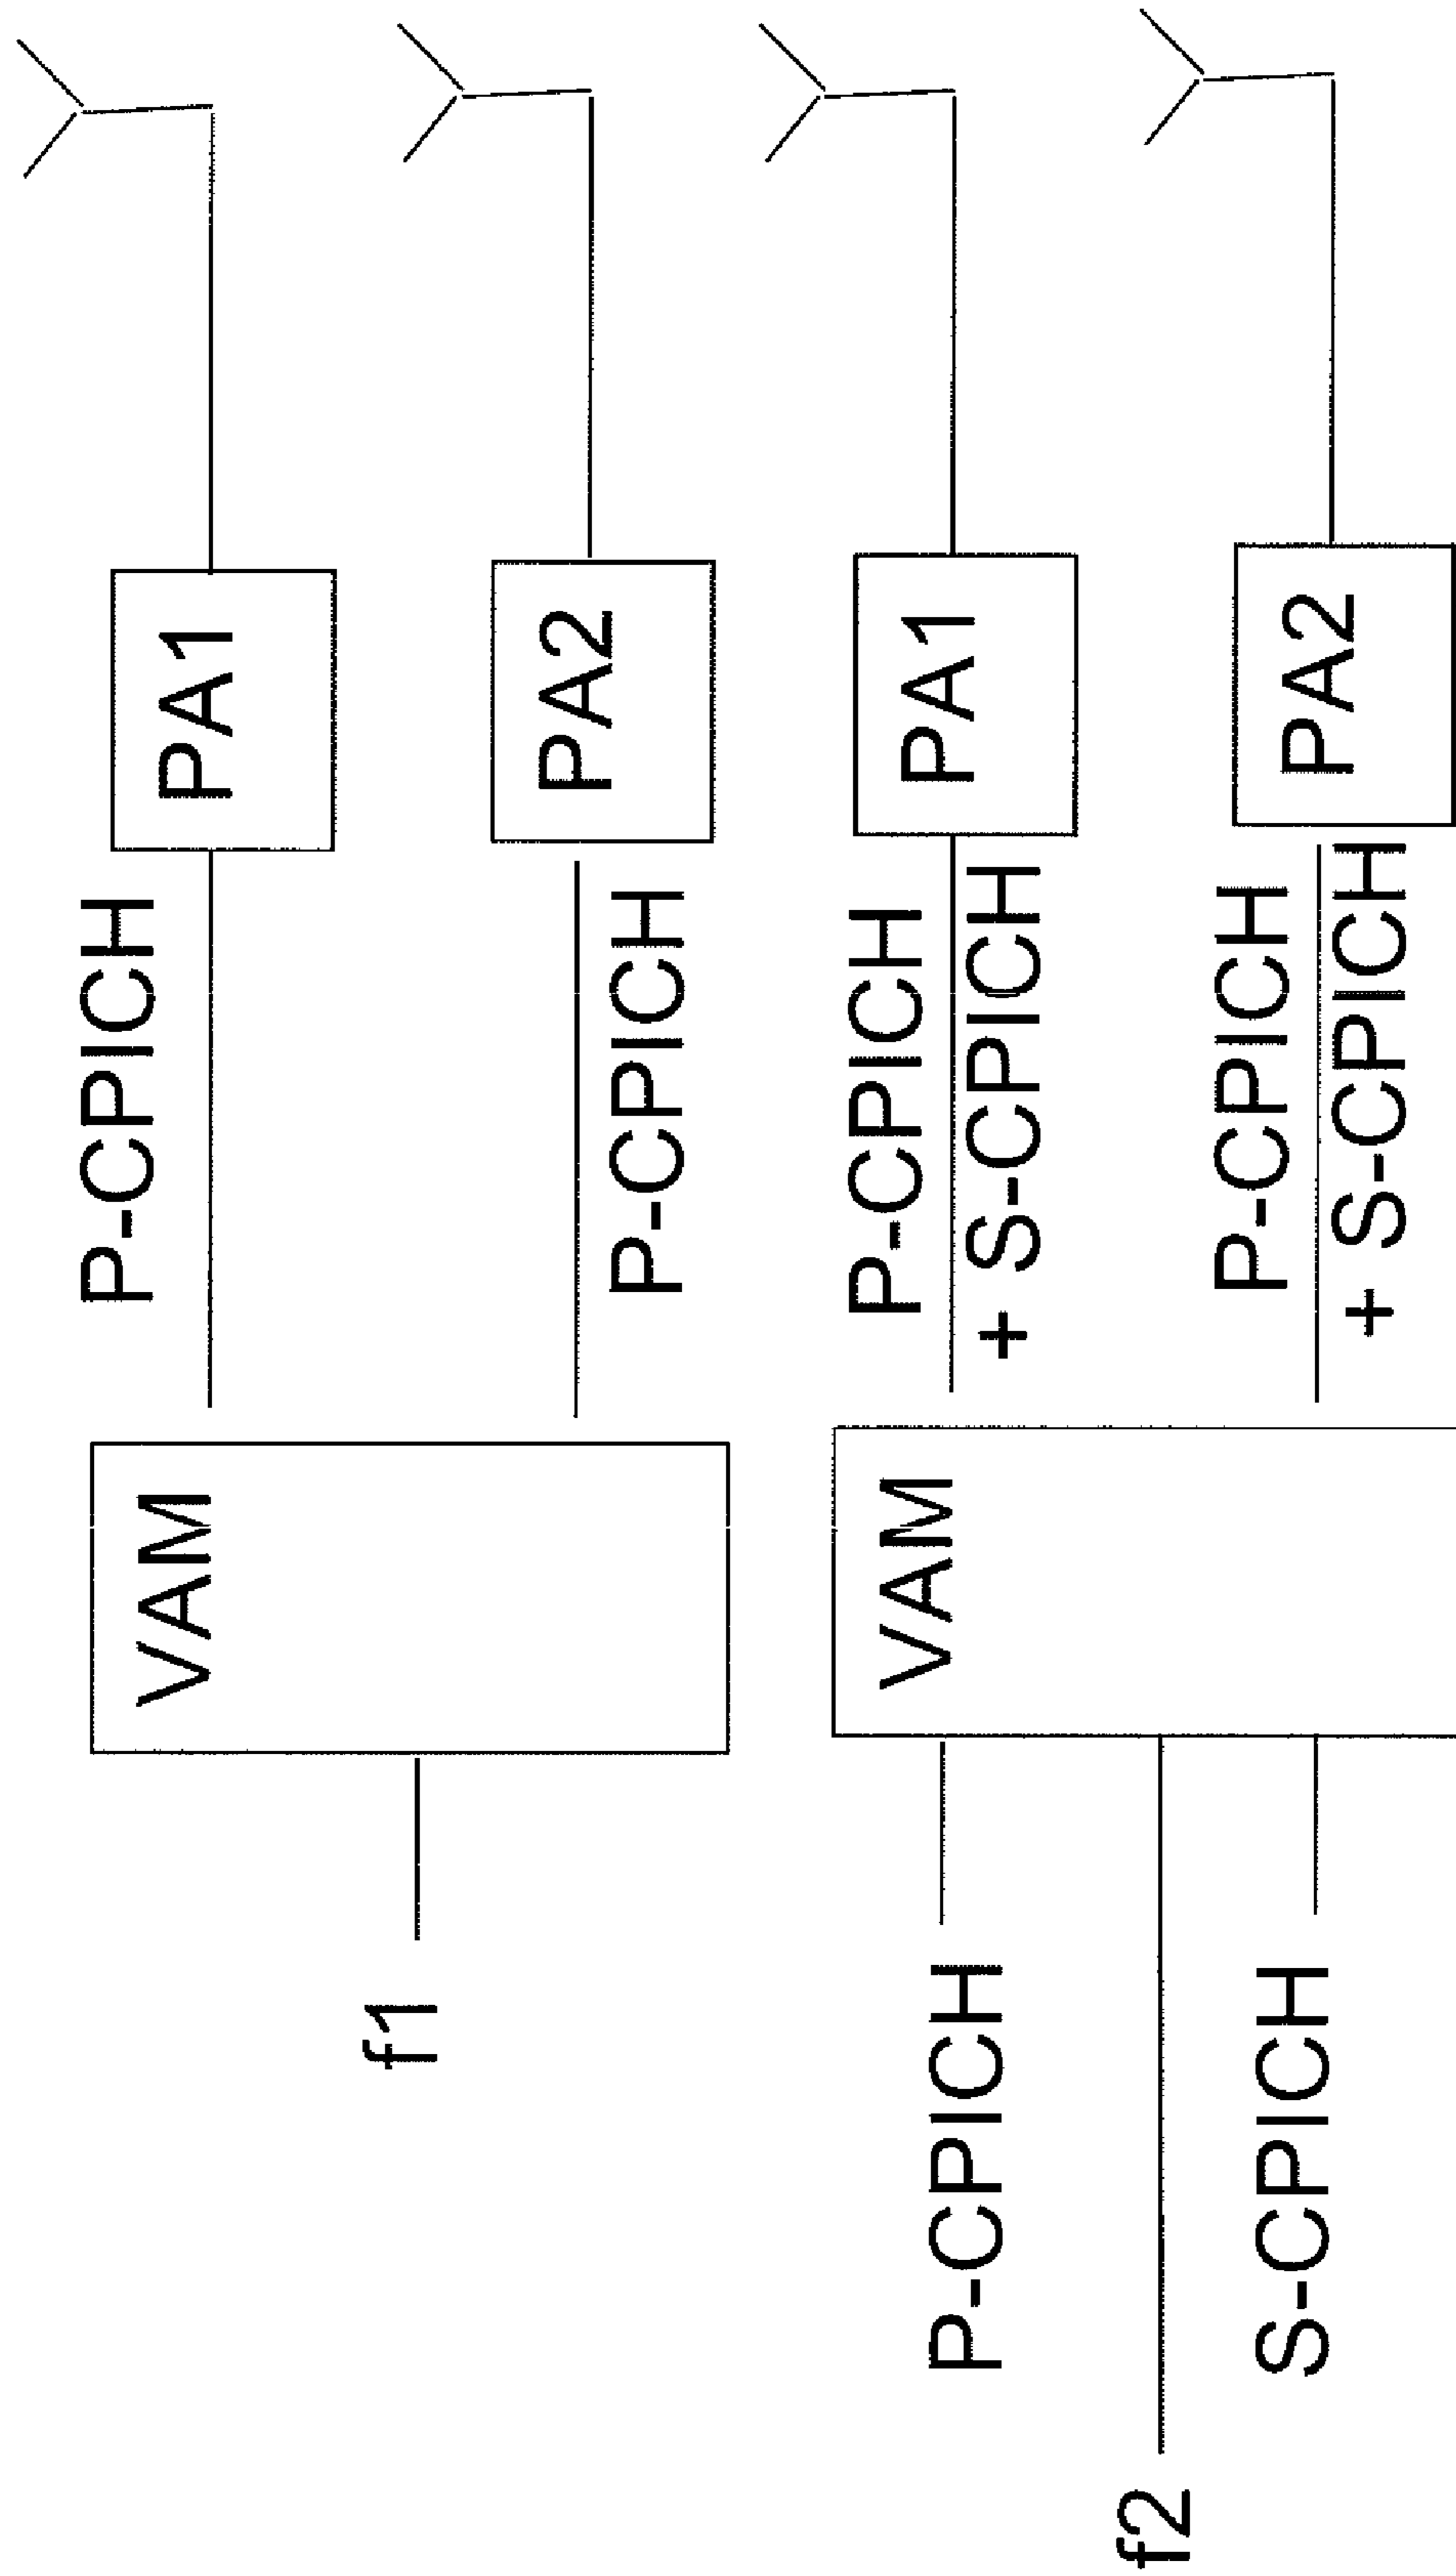 f1
VAM
P-CPICH
PA1
P-CPICH
PA2
f2
P-CPICH
S-CPICH
VAM
P-CPICH
+ S-CPICH
PA1
P-CPICH
+ S-CPICH
PA2